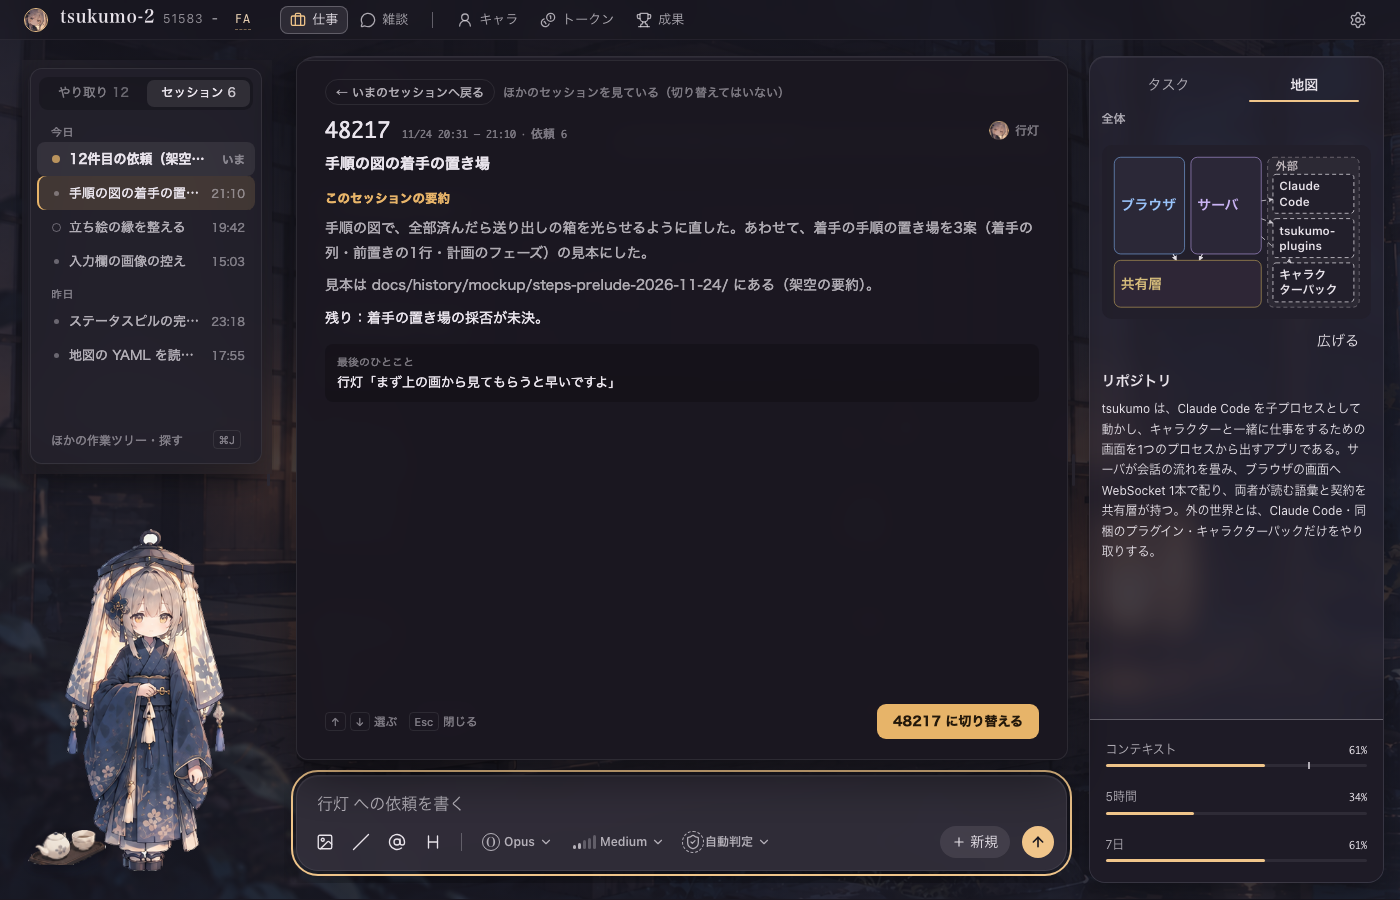 tsukumo-2 51583 - FA 仕事 雑談 キャラ トークン 成果
やり取り 12 セッション 6
今日
12件目の依頼（架空… いま
手順の図の着手の置… 21:10
立ち絵の縁を整える 19:42
入力欄の画像の控え 15:03
昨日
ステータスピルの完… 23:18
地図の YAML を読… 17:55
ほかの作業ツリー・探す ⌘J
← いまのセッションへ戻る ほかのセッションを見ている（切り替えてはいない）
48217 11/24 20:31 – 21:10 · 依頼 6 行灯
手順の図の着手の置き場
このセッションの要約
手順の図で、全部済んだら送り出しの箱を光らせるように直した。あわせて、着手の手順の置き場を3案（着手の
列・前置きの1行・計画のフェーズ）の見本にした。
見本は docs/history/mockup/steps-prelude-2026-11-24/ にある（架空の要約）。
残り：着手の置き場の採否が未決。
最後のひとこと
行灯「まず上の画から見てもらうと早いですよ」
↑ ↓ 選ぶ Esc 閉じる
48217 に切り替える
行灯 への依頼を書く
Opus Medium 自動判定 + 新規
タスク 地図
全体
ブラウザ
サーバ
共有層
外部
Claude
Code
tsukumo-
plugins
キャラク
ターパック
広げる
リポジトリ
tsukumo は、Claude Code を子プロセスとして
動かし、キャラクターと一緒に仕事をするための
画面を1つのプロセスから出すアプリである。サ
ーバが会話の流れを畳み、ブラウザの画面へ
WebSocket 1本で配り、両者が読む語彙と契約を
共有層が持つ。外の世界とは、Claude Code・同
梱のプラグイン・キャラクターパックだけをやり
取りする。
コンテキスト 61%
5時間 34%
7日 61%